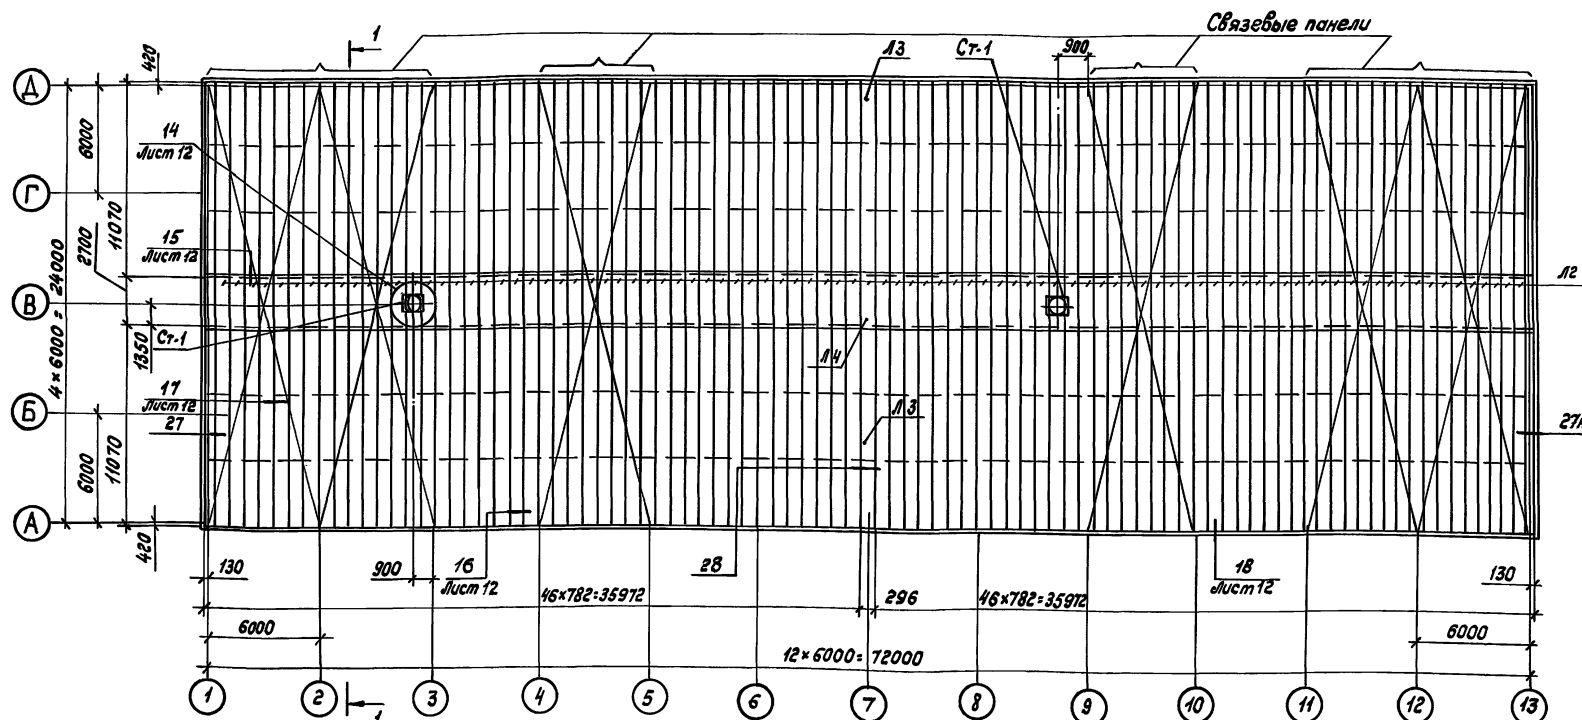 Связевые панели
1
Л3
Ст-1
900
420
Д
6000
14
Лист 12
Г
11070
2700
15
Лист 12
4×6000=24000
Л2
В
Ст-1
1350
Л4
17
Лист 12
Л3
Б
27
6000
11070
28
А
420
130
900
16
Лист 12
18
Лист 12
130
46×782=35972
296
46×782=35972
6000
6000
12×6000=72000
1
2
3
4
5
6
7
8
9
10
11
12
13
1